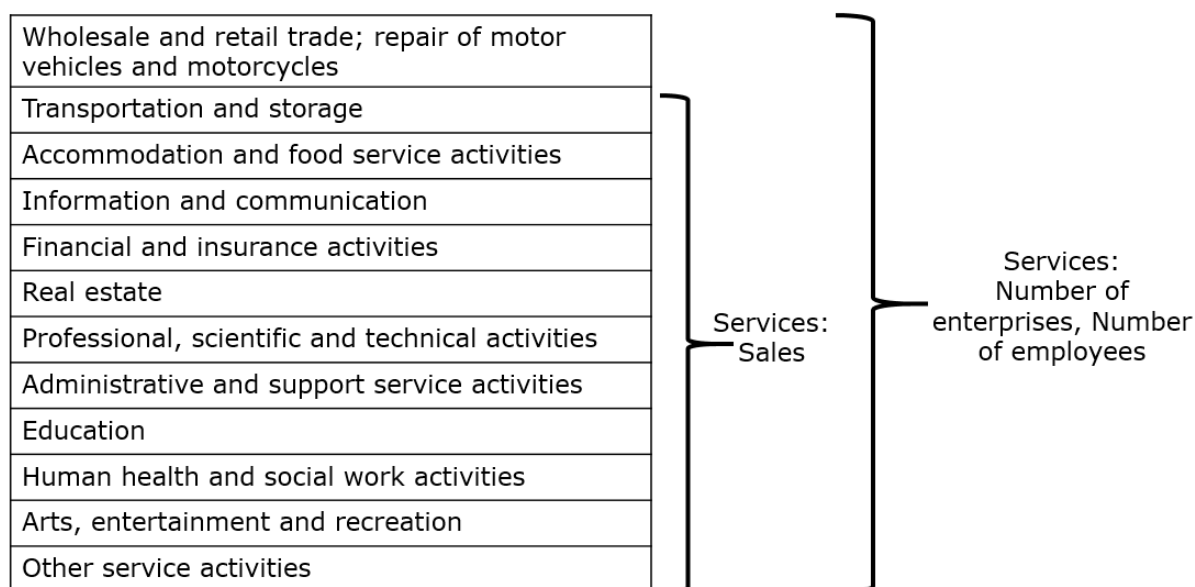 Wholesale and retail trade; repair of motor
vehicles and motorcycles
Transportation and storage
Accommodation and food service activities
Information and communication
Financial and insurance activities
Real estate
Professional, scientific and technical activities
Administrative and support service activities
Education
Human health and social work activities
Arts, entertainment and recreation
Other service activities
Services:
Sales
Services:
Number of
enterprises, Number
of employees